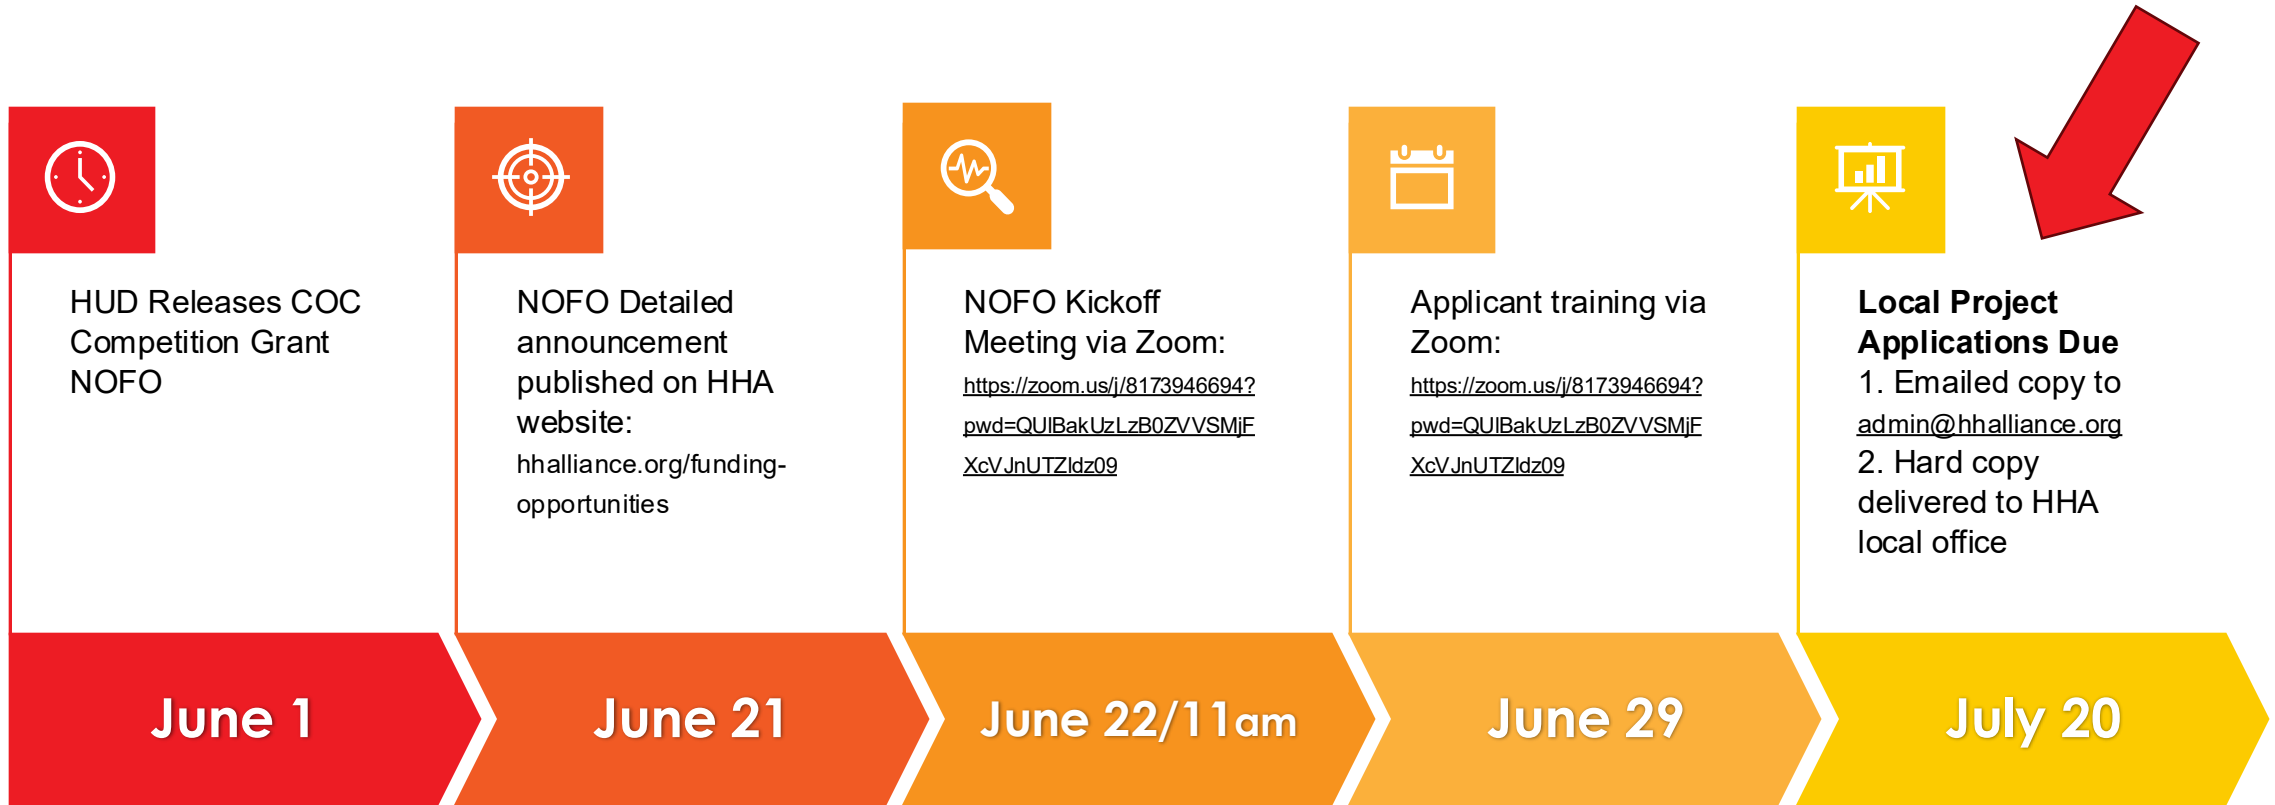 HUD Releases COC
Competition Grant
NOFO
June 1
NOFO Detailed
announcement
published on HHA
website:
hhalliance.org/funding-
opportunities
June 21
NOFO Kickoff
Meeting via Zoom:
https://zoom.us/j/8173946694?
pwd=QUlBakUzLzB0ZVVSMjF
XcVJnUTZldz09
June 22/11am
Applicant training via
Zoom:
https://zoom.us/j/8173946694?
pwd=QUlBakUzLzB0ZVVSMjF
XcVJnUTZldz09
June 29
Local Project
Applications Due
1. Emailed copy to
admin@hhalliance.org
2. Hard copy
delivered to HHA
local office
July 20